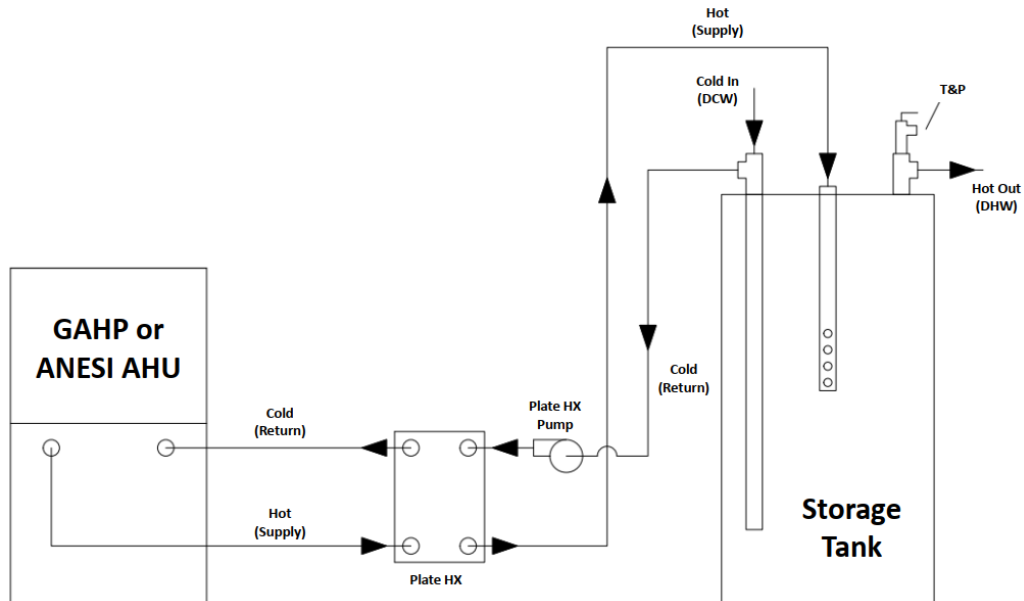 Hot
(Supply)
Cold In
(DCW)
T&P
Hot Out
(DHW)
GAHP or
ANESI AHU
Cold
(Return)
Plate HX
Pump
Cold
(Return)
Hot
(Supply)
Storage
Tank
Plate HX